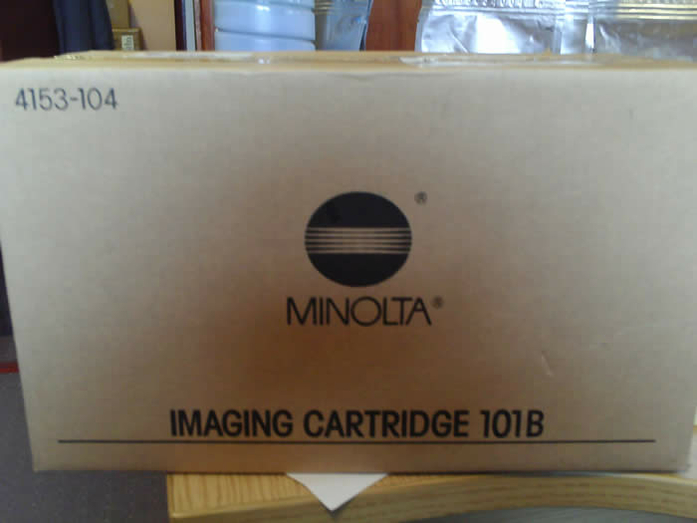 4153-104
®
MINOLTA®
IMAGING CARTRIDGE 101B